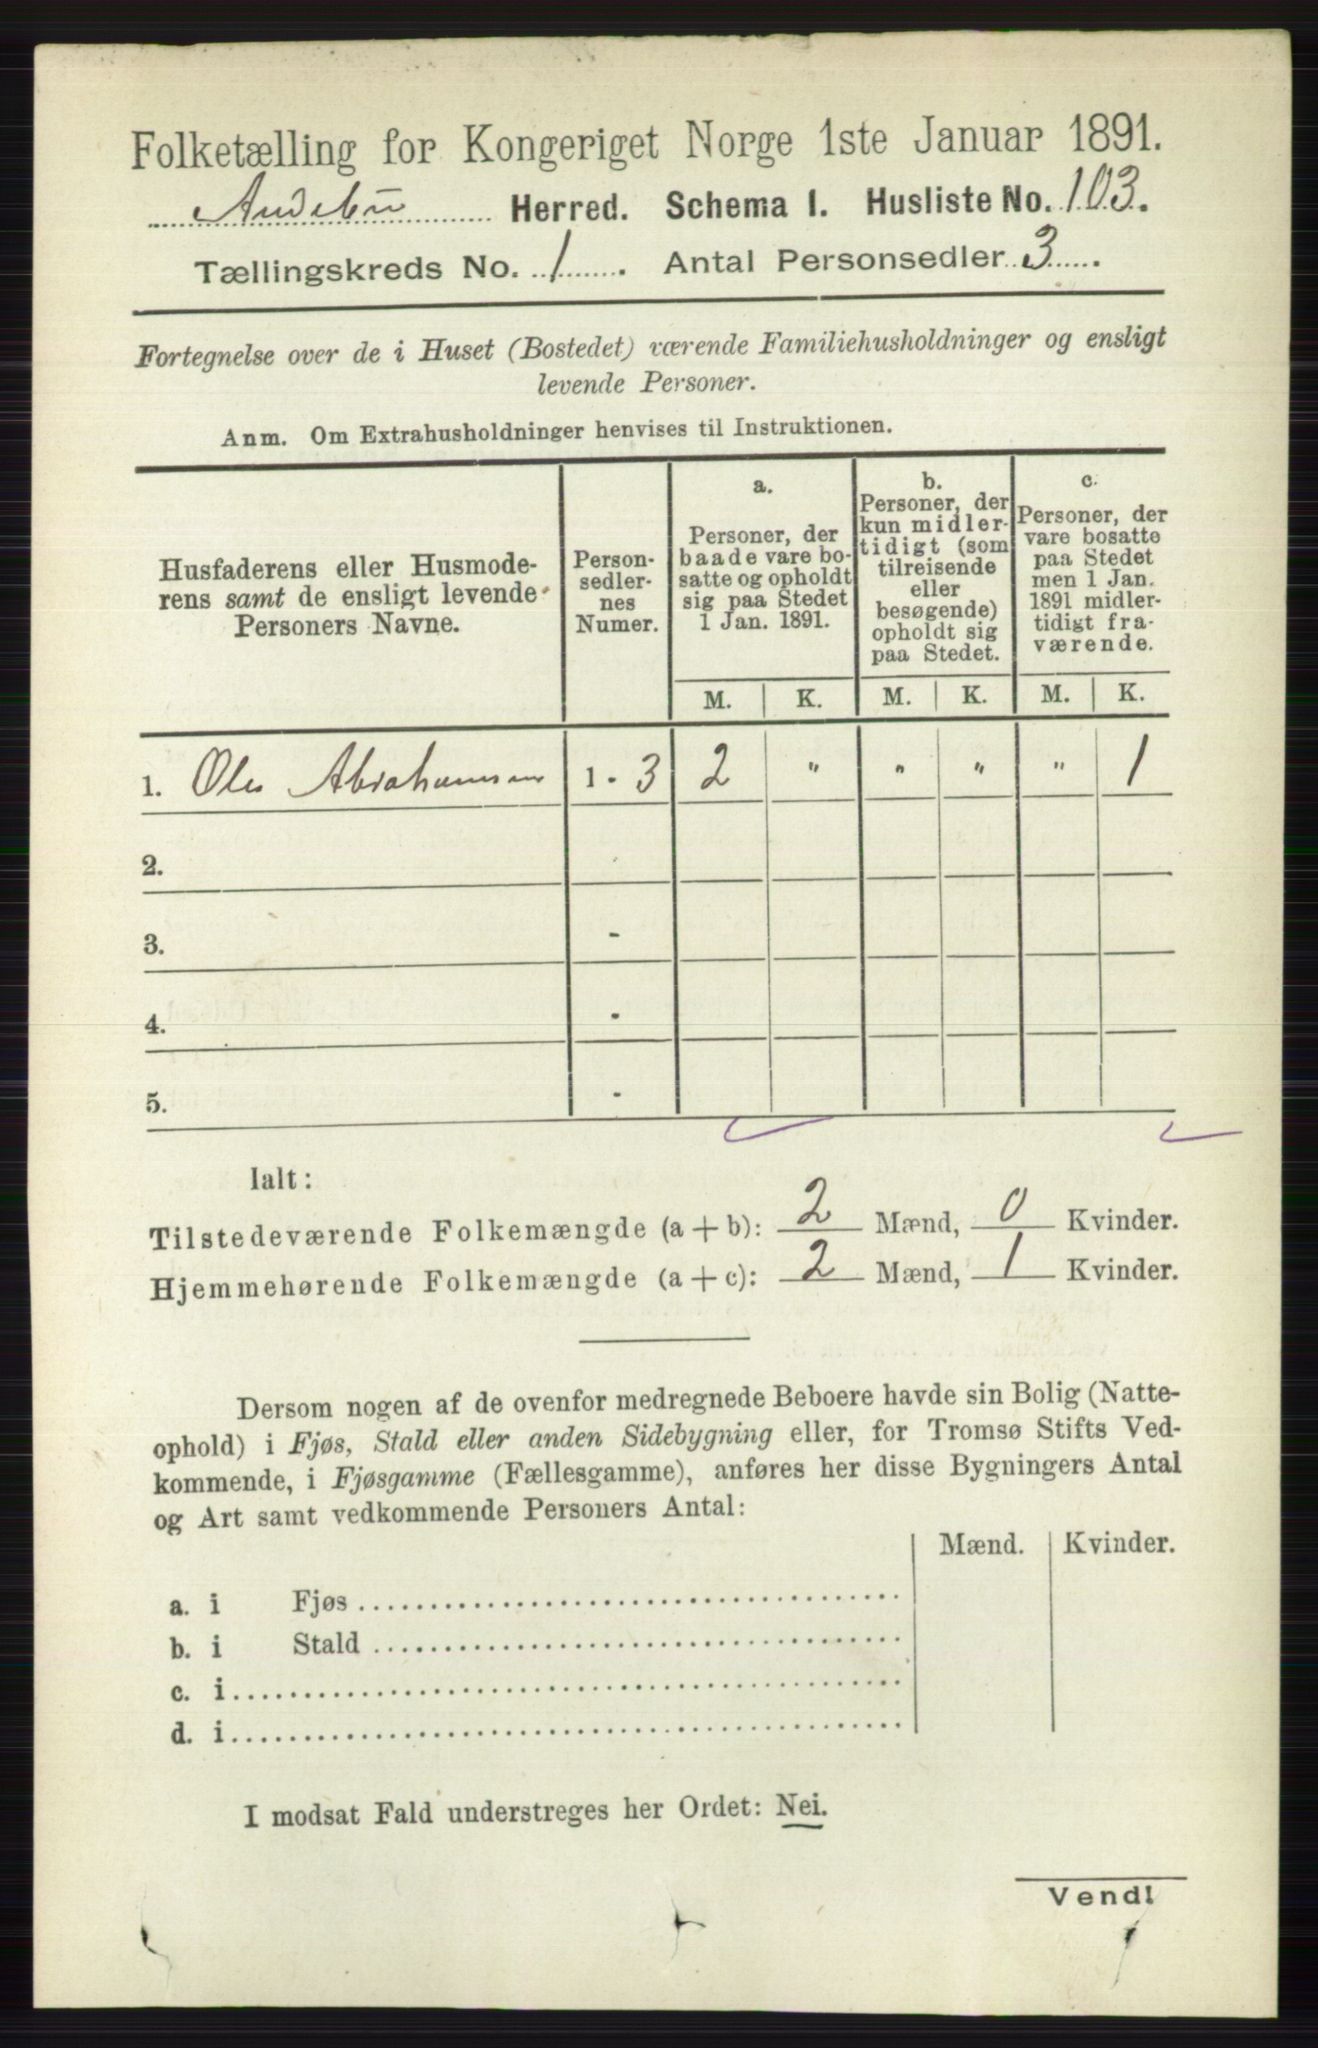 Folketælling for Kongeriget Norge 1ste Januar 1891.
Andebu Herred. Schema I. Husliste No. 103.
Tællingskreds No. 1. Antal Personsedler 3.
Fortegnelse over de i Huset (Bostedet) værende Familiehusholdninger og ensligt
levende Personer.
Anm. Om Extrahusholdninger henvises til Instruktionen.
Husfaderens eller Husmode-
rens samt de ensligt levende
Personers Navne.
Person-
sedler-
nes
Numer.
a.
Personer, der
baade vare bo-
satte og opholdt
sig paa Stedet
1 Jan. 1891.
b.
Personer, der
kun midler-
tidigt (som
tilreisende
eller
besøgende)
opholdt sig
paa Stedet.
c.
Personer, der
vare bosatte
paa Stedet
men 1 Jan.
1891 midler-
tidigt fra-
værende.
M. K. M. K. M. K.
1. Ole Abrahamsen 1 - 3 2 " " " " 1
2.
3. -
4. -
5. -
Ialt:
Tilstedeværende Folkemængde (a + b): 2 Mænd, 0 Kvinder.
Hjemmehørende Folkemængde (a + c): 2 Mænd, 1 Kvinder.
Dersom nogen af de ovenfor medregnede Beboere havde sin Bolig (Natte-
ophold) i Fjøs, Stald eller anden Sidebygning eller, for Tromsø Stifts Ved-
kommende, i Fjøsgamme (Fællesgamme), anføres her disse Bygningers Antal
og Art samt vedkommende Personers Antal:
Mænd. Kvinder.
a. i Fjøs
b. i Stald
c. i
d. i
I modsat Fald understreges her Ordet: Nei.
Vend!